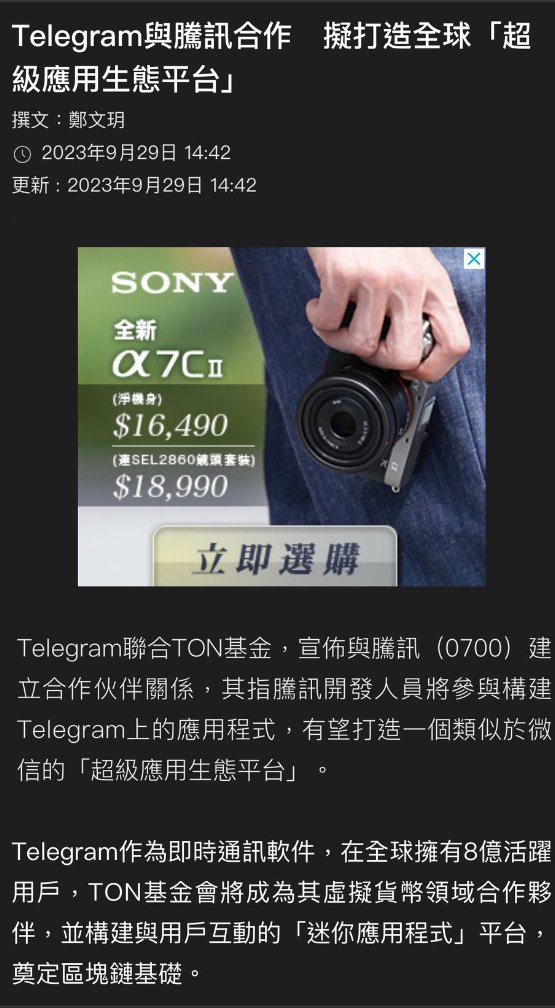 Telegram與騰訊合作　擬打造全球「超
級應用生態平台」
撰文：鄭文玥
2023年9月29日 14:42
更新：2023年9月29日 14:42
SONY
全新
α7CII
(淨機身)
$16,490
(連SEL2860鏡頭套裝)
$18,990
立即選購
Telegram聯合TON基金，宣佈與騰訊（0700）建
立合作伙伴關係，其指騰訊開發人員將參與構建
Telegram上的應用程式，有望打造一個類似於微
信的「超級應用生態平台」。
Telegram作為即時通訊軟件，在全球擁有8億活躍
用戶，TON基金會將成為其虛擬貨幣領域合作夥
伴，並構建與用戶互動的「迷你應用程式」平台，
奠定區塊鏈基礎。